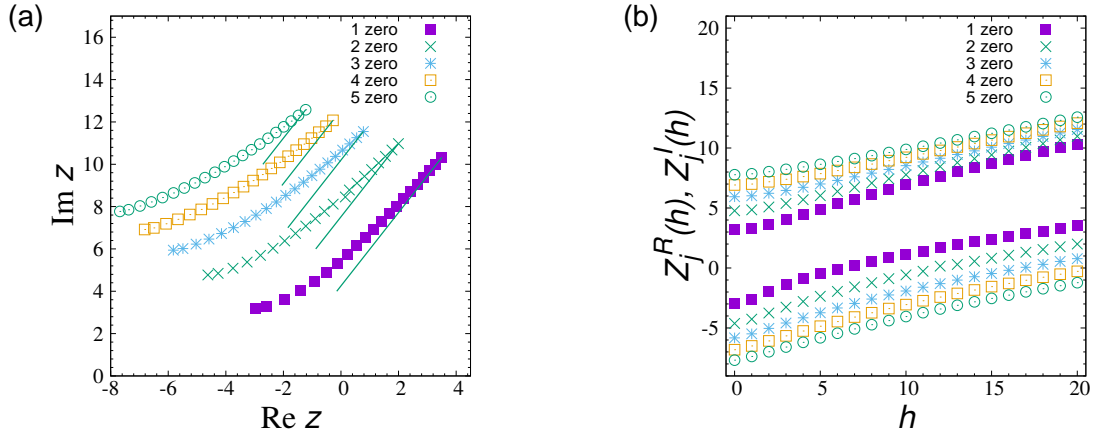 (a)
16
14
12
10
8
6
4
2
0
-8
-6
-4
-2
0
2
4
Im z
Re z
1 zero
2 zero
3 zero
4 zero
5 zero
(b)
20
15
10
5
0
-5
0
5
10
15
20
Z_j^R(h), Z_j^I(h)
h
1 zero
2 zero
3 zero
4 zero
5 zero